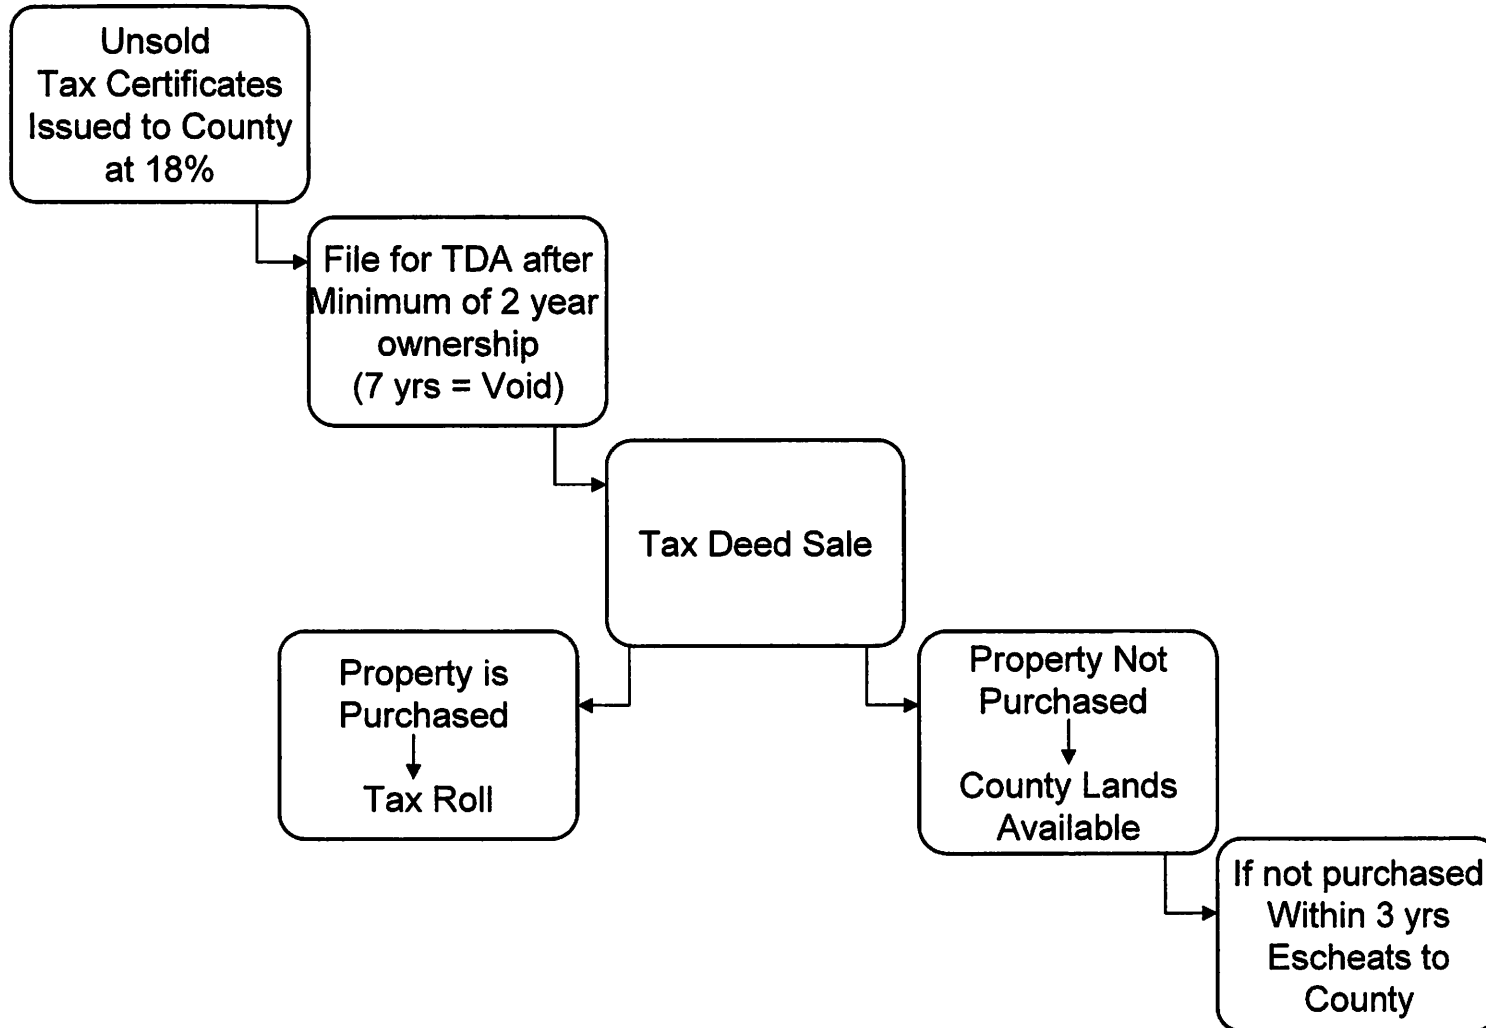 Unsold
Tax Certificates
Issued to County
at 18%
File for TDA after
Minimum of 2 year
ownership
(7 yrs = Void)
Tax Deed Sale
Property is
Purchased
Tax Roll
Property Not
Purchased
County Lands
Available
If not purchased
Within 3 yrs
Escheats to
County